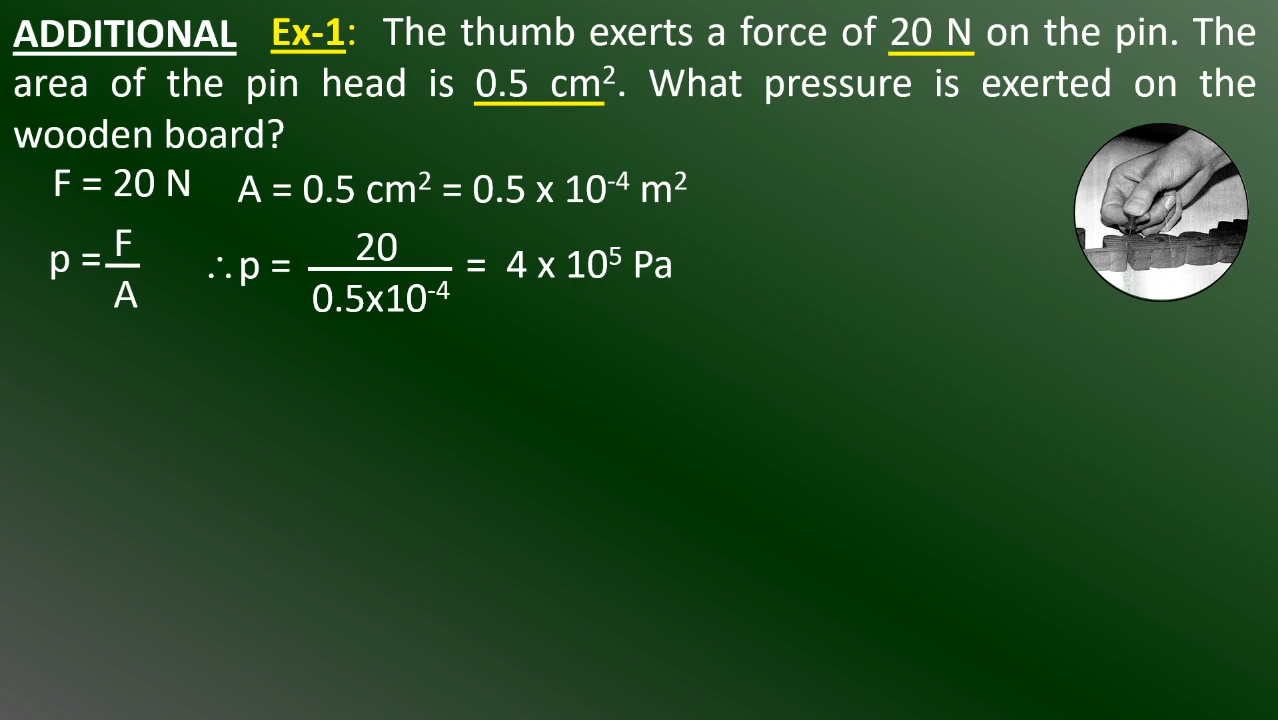 ADDITIONAL Ex-1: The thumb exerts a force of 20 N on the pin. The
area of the pin head is 0.5 cm². What pressure is exerted on the
wooden board?
F = 20 N A = 0.5 cm² = 0.5 x 10⁻⁴ m²
p = F/A ∴ p = 20/0.5x10⁻⁴ = 4 x 10⁵ Pa